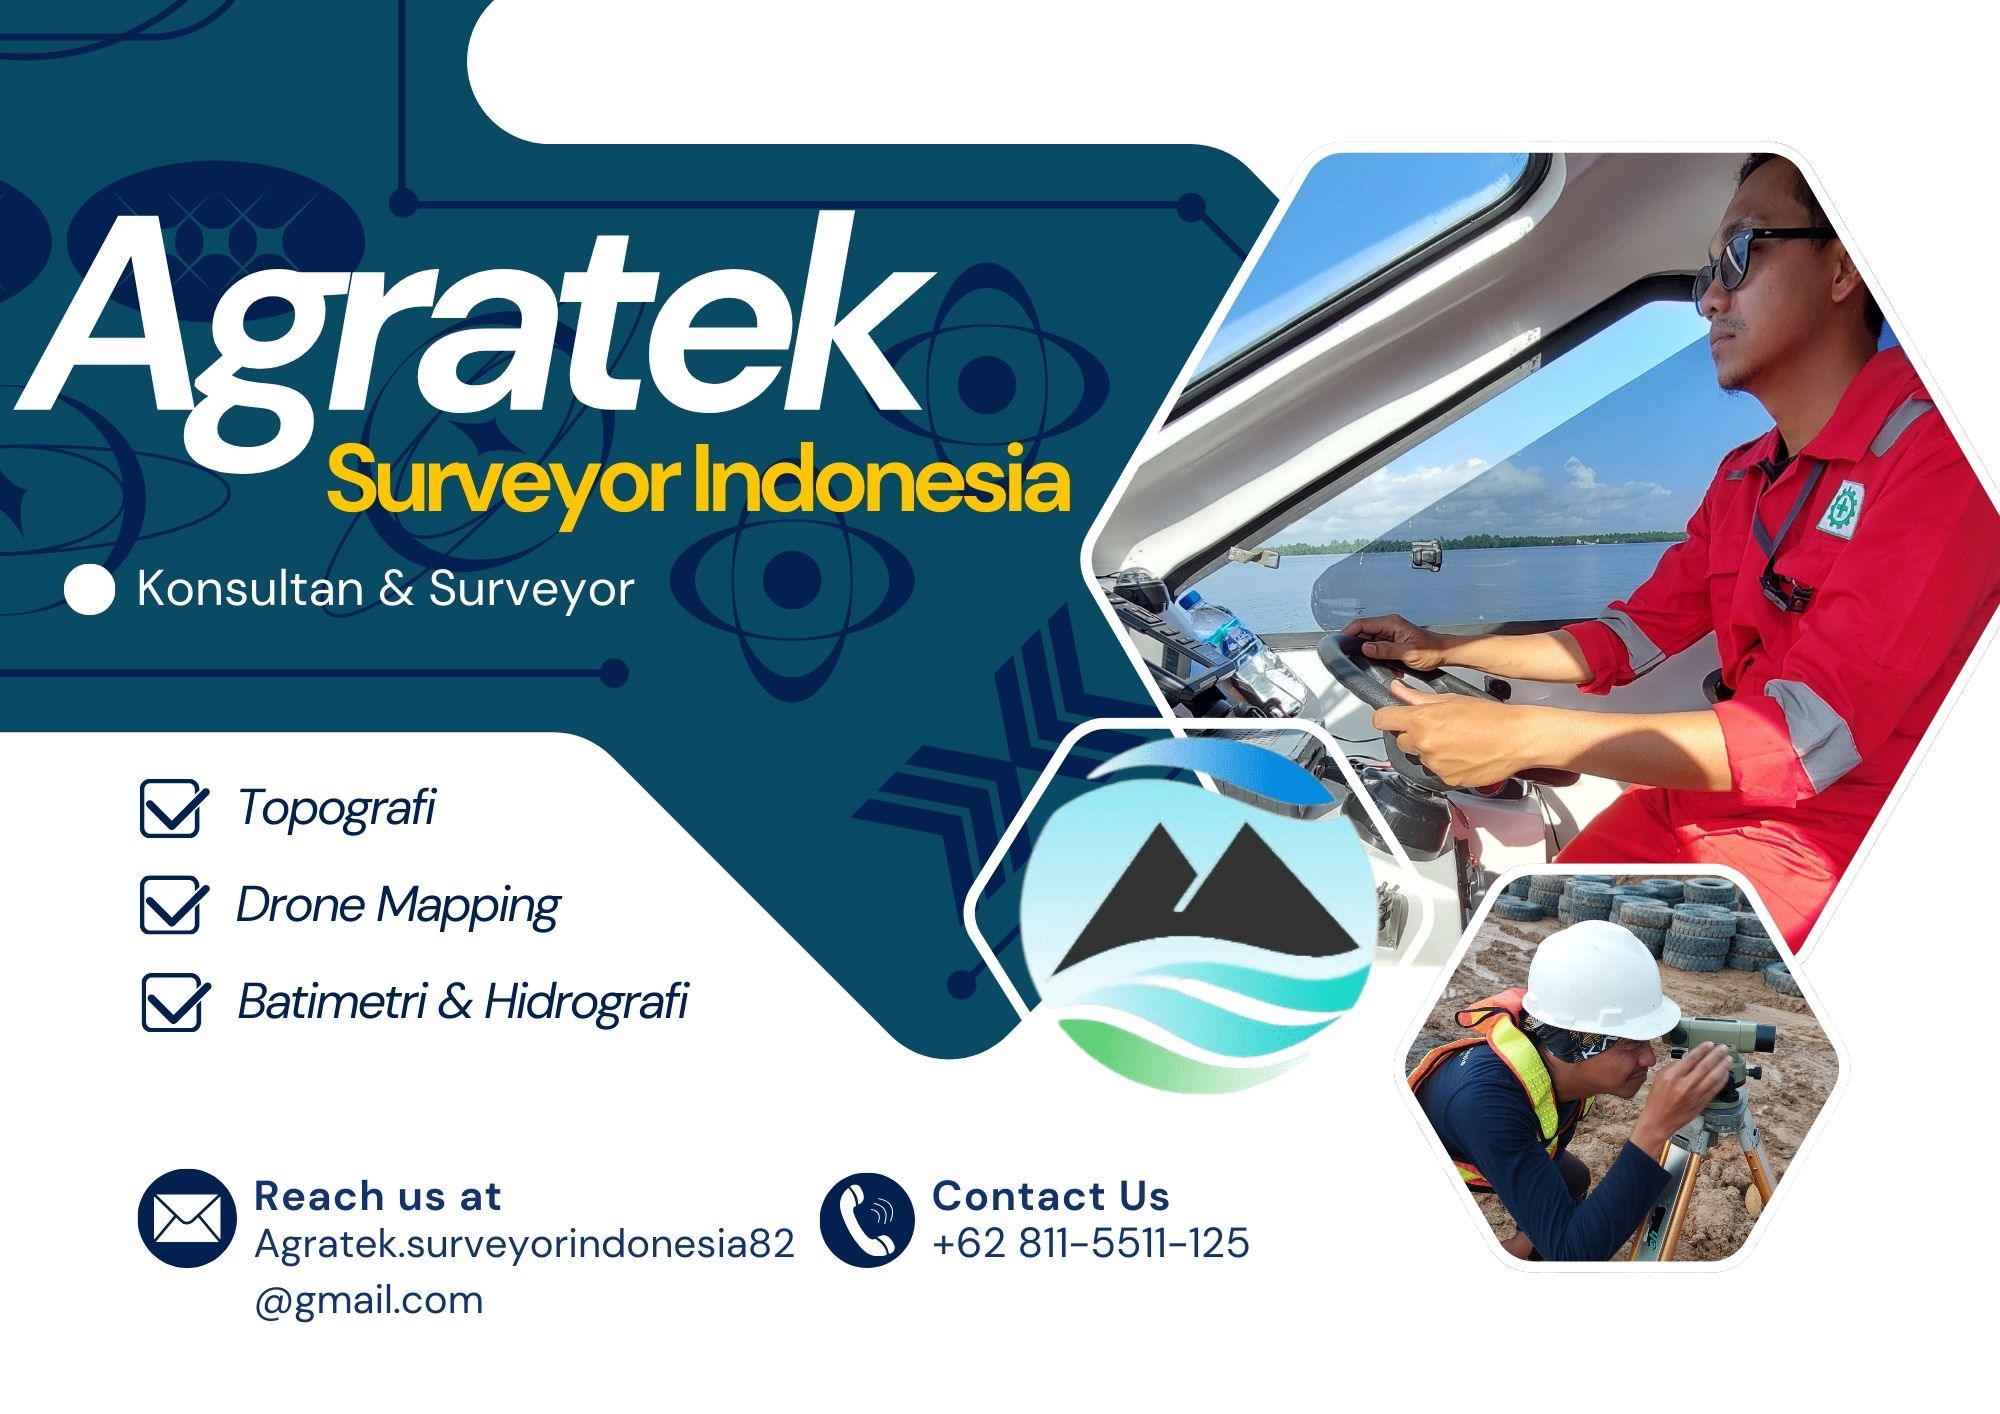 Agratek
Surveyor Indonesia
Konsultan & Surveyor
Topografi
Drone Mapping
Batimetri & Hidrografi
Reach us at
Agratek.surveyorindonesia82
@gmail.com
Contact Us
+62 811-5511-125